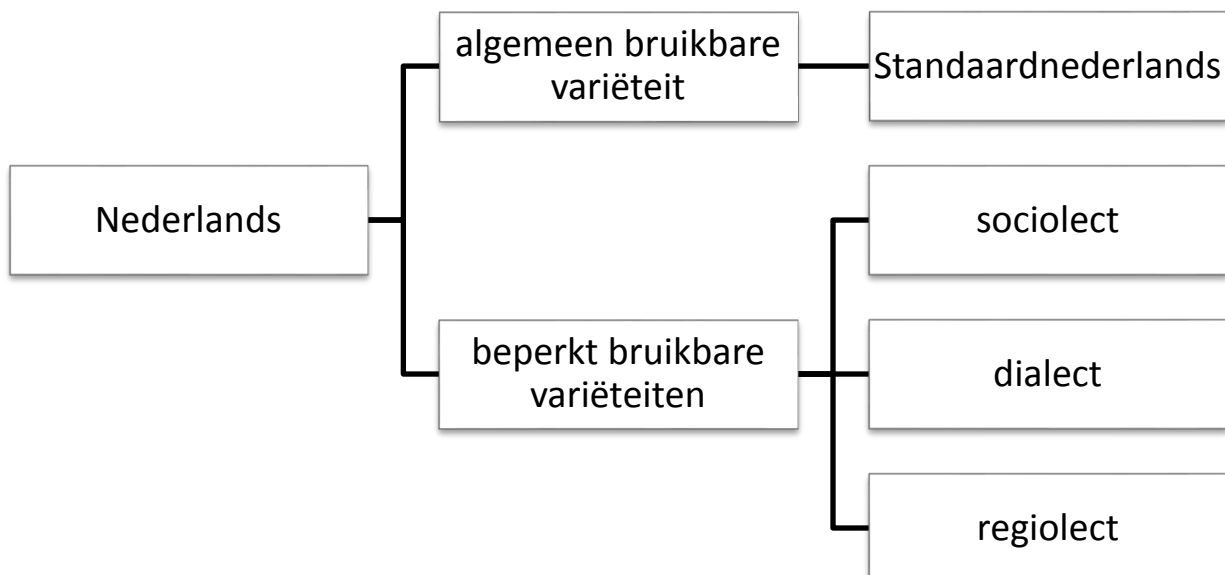 algemeen bruikbare
variëteit
Standaardnederlands
Nederlands
sociolect
beperkt bruikbare
variëteiten
dialect
regiolect